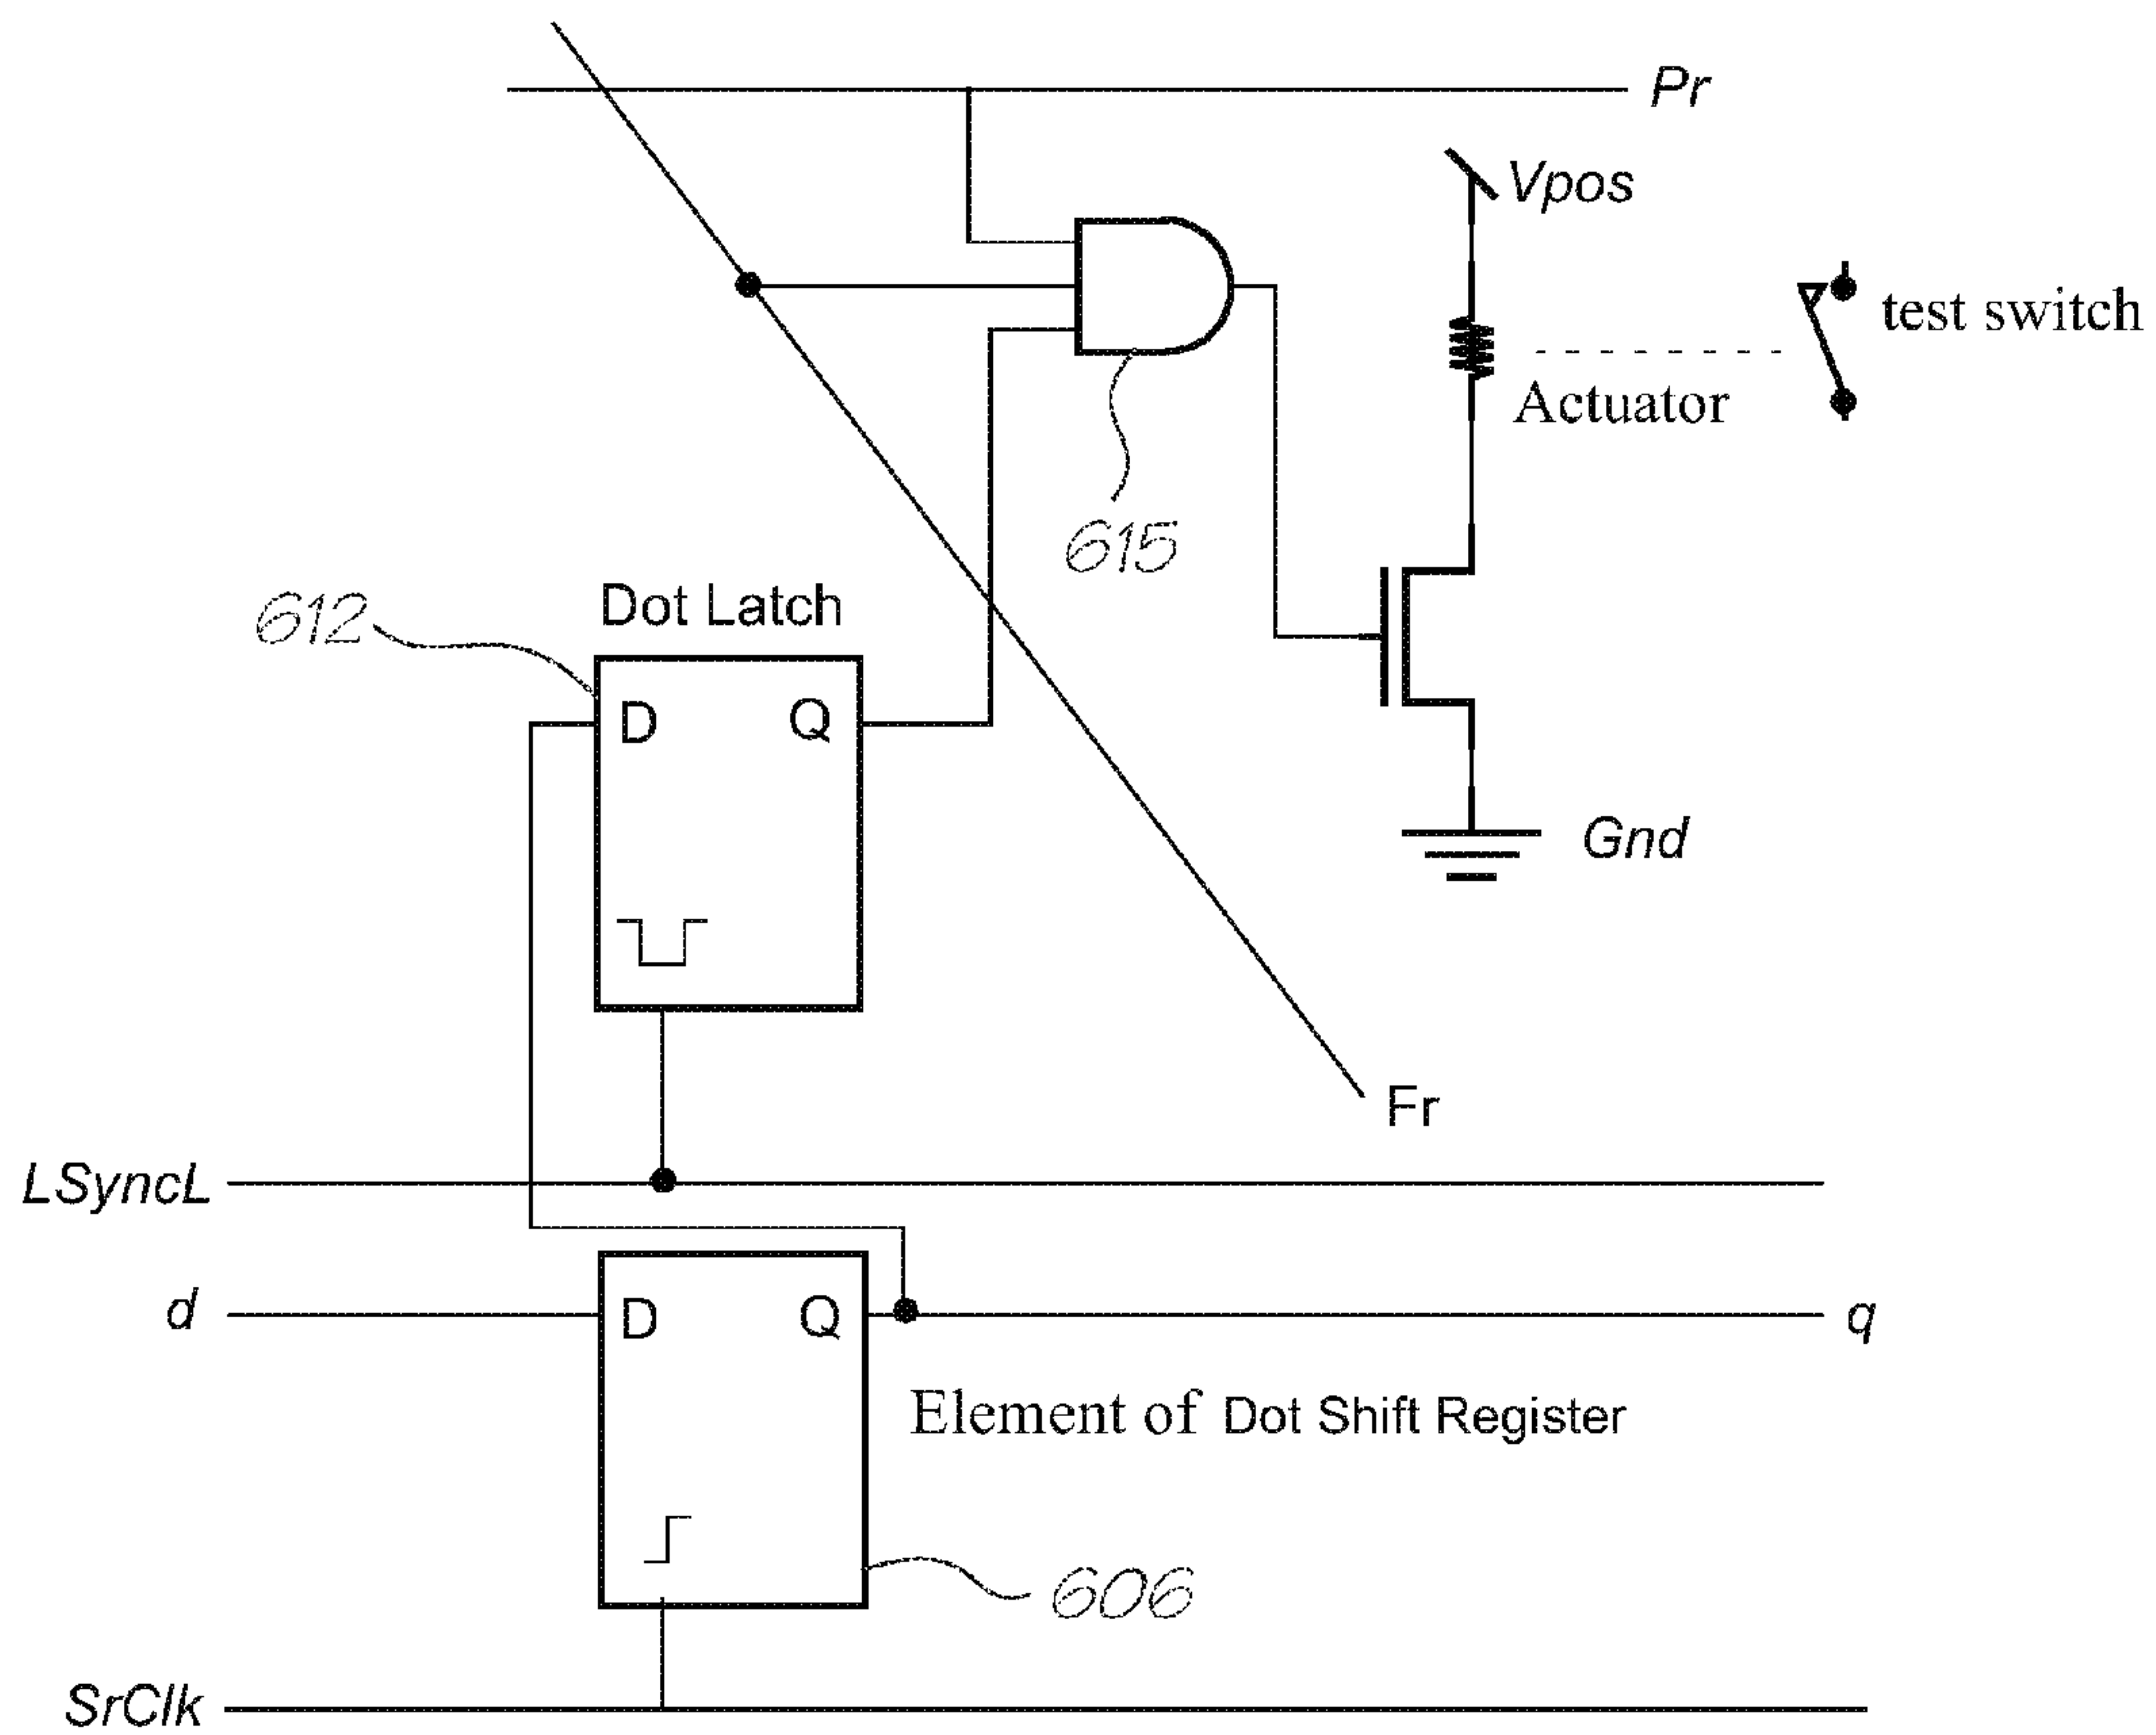 Pr
Vpos
test switch
Actuator
615
612
Dot Latch
D Q
Gnd
Fr
LSyncL
d
D Q
q
Element of Dot Shift Register
606
SrClk